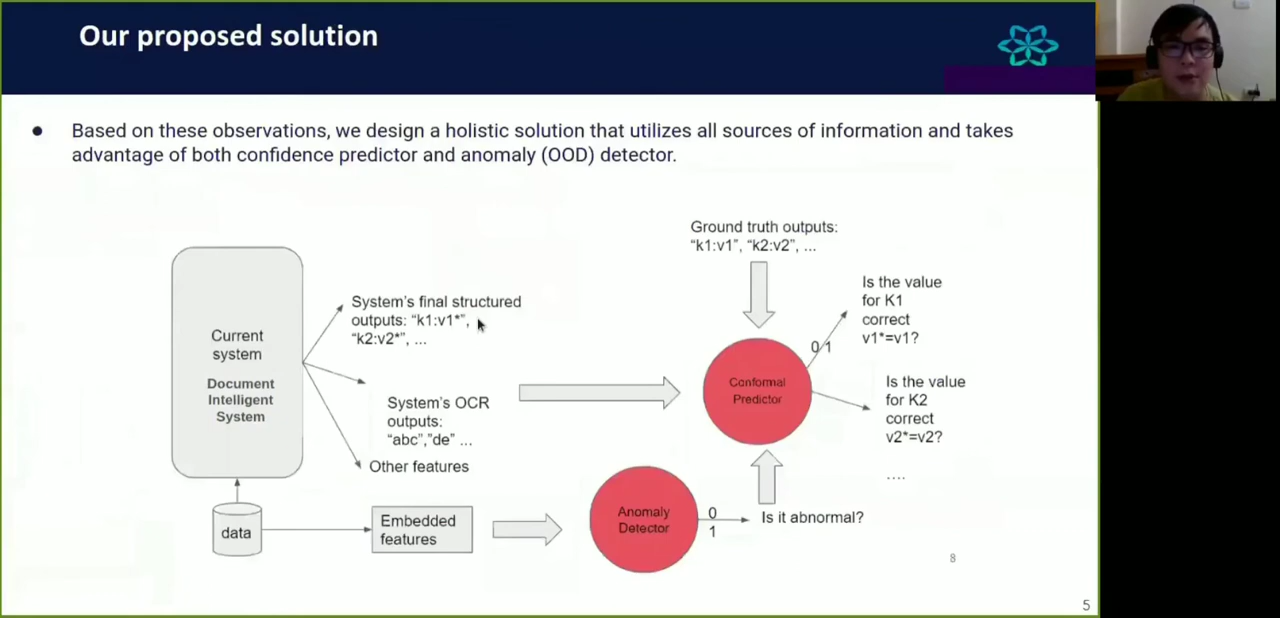 Our proposed solution
● Based on these observations, we design a holistic solution that utilizes all sources of information and takes
advantage of both confidence predictor and anomaly (OOD) detector.
Ground truth outputs:
“k1:v1”, “k2:v2”, ...
Current
system
Document
Intelligent
System
System's final structured
outputs: “k1:v1*”,
“k2:v2*”, ...
System's OCR
outputs:
“abc”,”de” ...
Other features
Conformal
Predictor
0 1
Is the value
for K1
correct
v1*=v1?
Is the value
for K2
correct
v2*=v2?
....
data
Embedded
features
Anomaly
Detector
0
1
Is it abnormal?
8
5